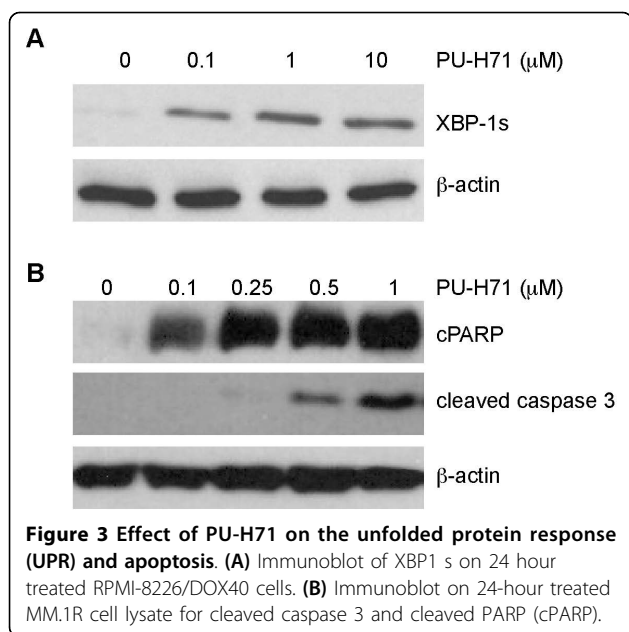 A
0 0.1 1 10 PU-H71 (μM)
XBP-1s
β-actin
B
0 0.1 0.25 0.5 1 PU-H71 (μM)
cPARP
cleaved caspase 3
β-actin
Figure 3 Effect of PU-H71 on the unfolded protein response
(UPR) and apoptosis. (A) Immunoblot of XBP1 s on 24 hour
treated RPMI-8226/DOX40 cells. (B) Immunoblot on 24-hour treated
MM.1R cell lysate for cleaved caspase 3 and cleaved PARP (cPARP).